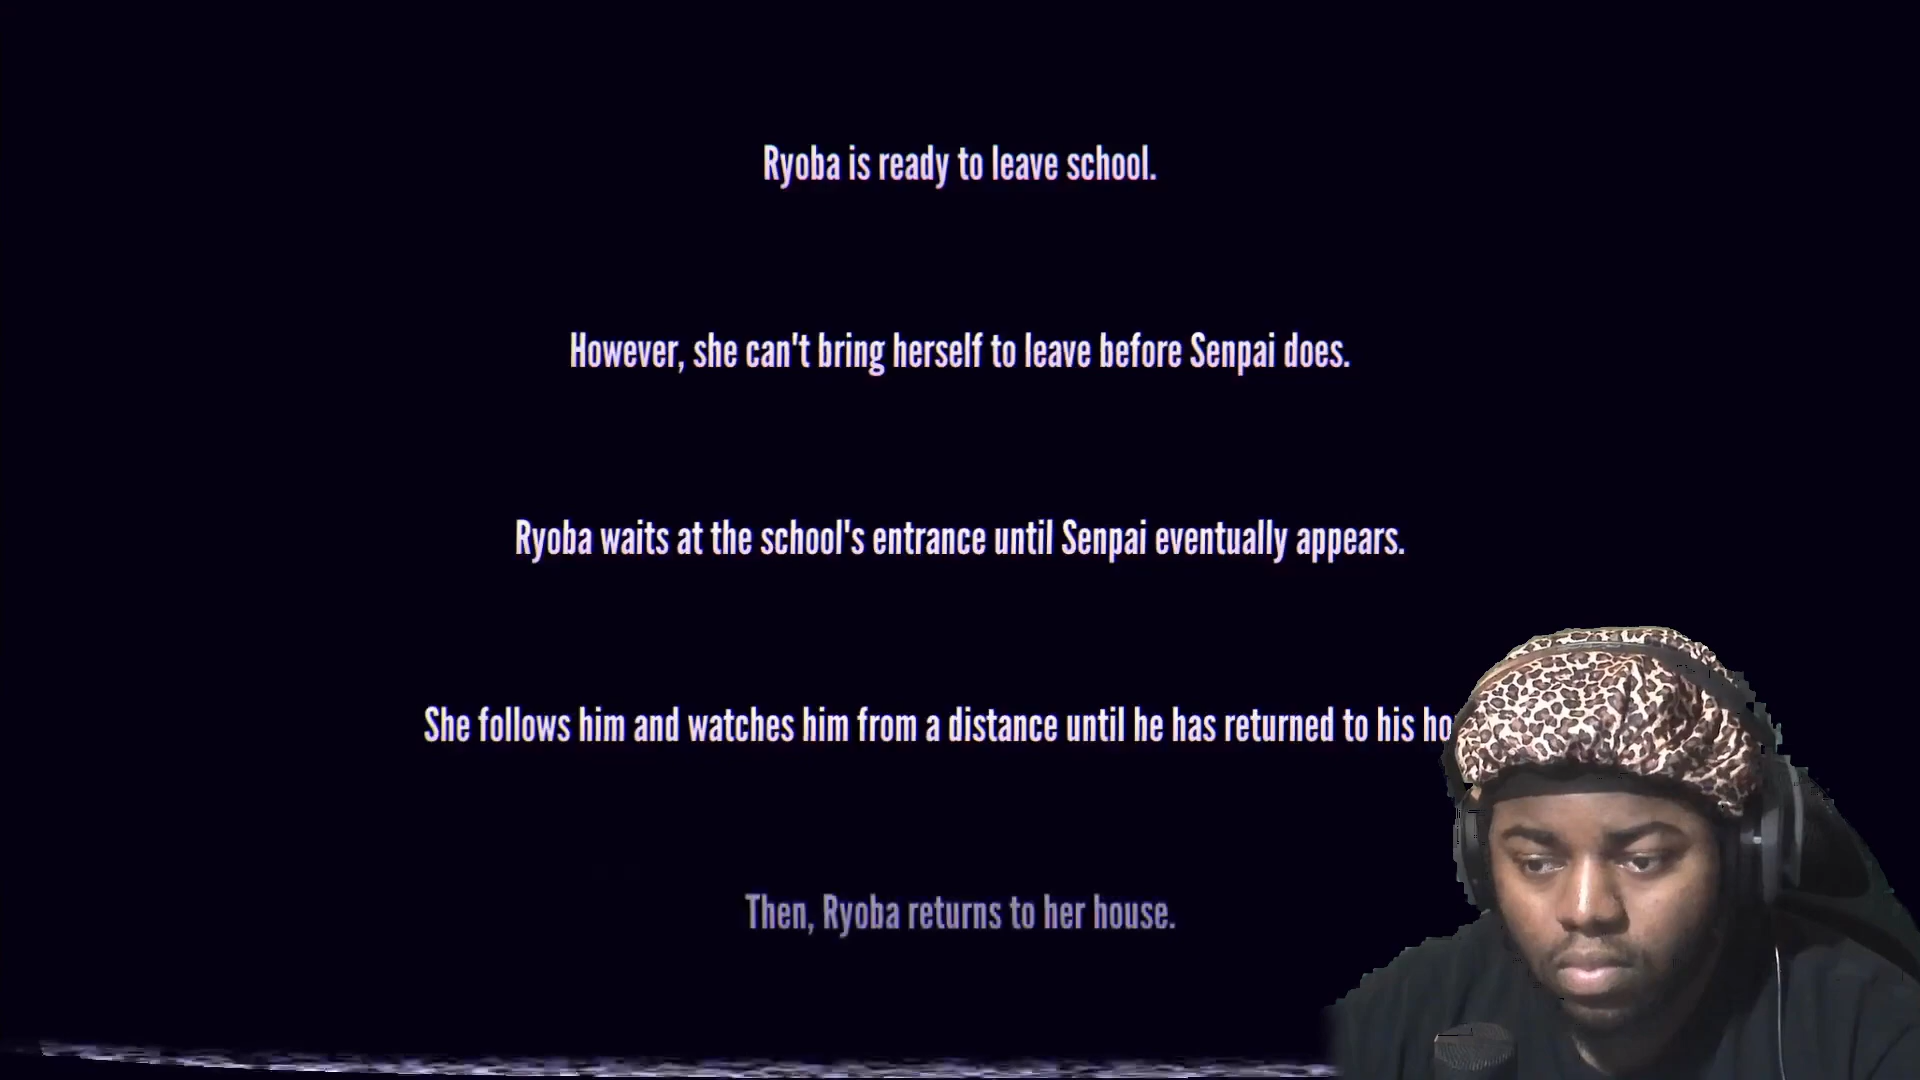 Ryoba is ready to leave school.
However, she can't bring herself to leave before Senpai does.
Ryoba waits at the school's entrance until Senpai eventually appears.
She follows him and watches him from a distance until he has returned to his
Then, Ryoba returns to her house.